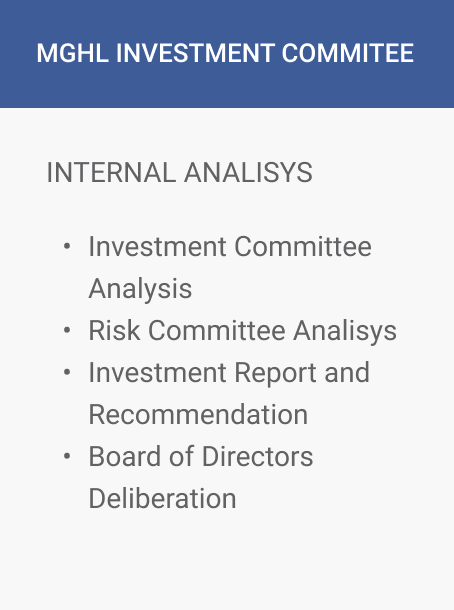 MGHL INVESTMENT COMMITEE
INTERNAL ANALISYS
• Investment Committee
Analysis
• Risk Committee Analisys
• Investment Report and
Recommendation
• Board of Directors
Deliberation